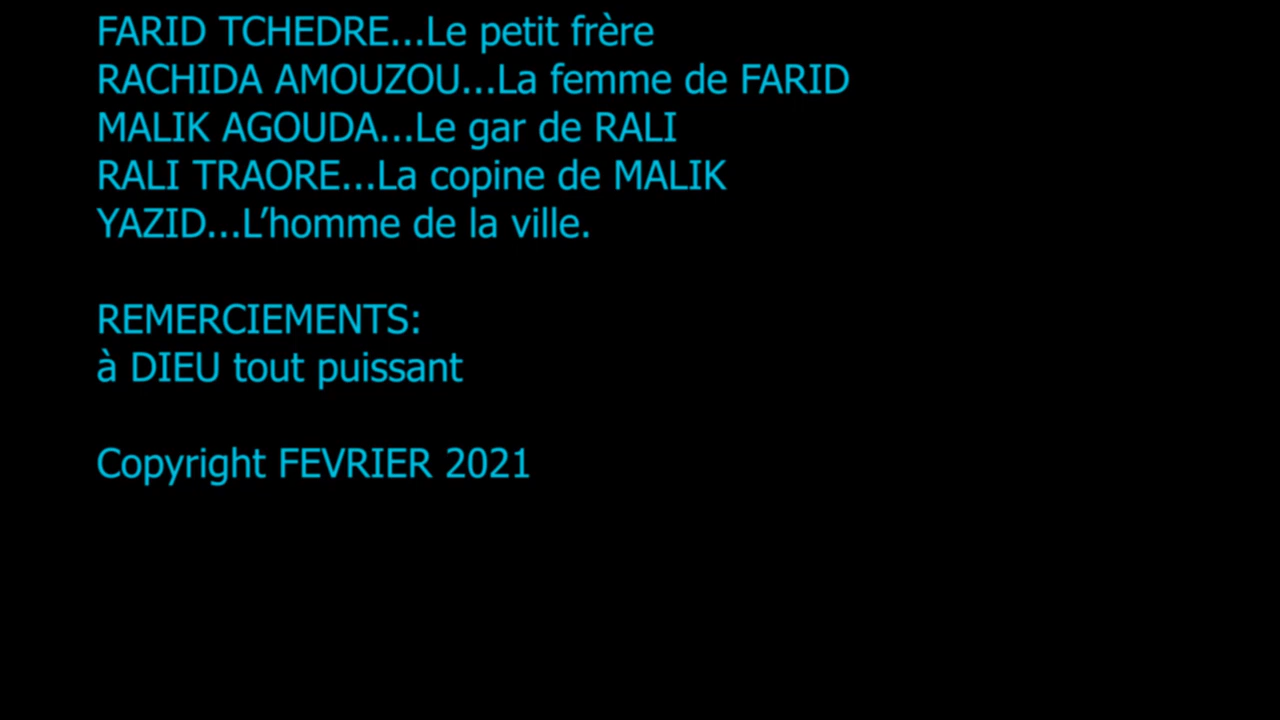 FARID TCHEDRE...Le petit frère
RACHIDA AMOUZOU...La femme de FARID
MALIK AGOUDA...Le gar de RALI
RALI TRAORE...La copine de MALIK
YAZID...L’homme de la ville.
REMERCIEMENTS:
à DIEU tout puissant
Copyright FEVRIER 2021